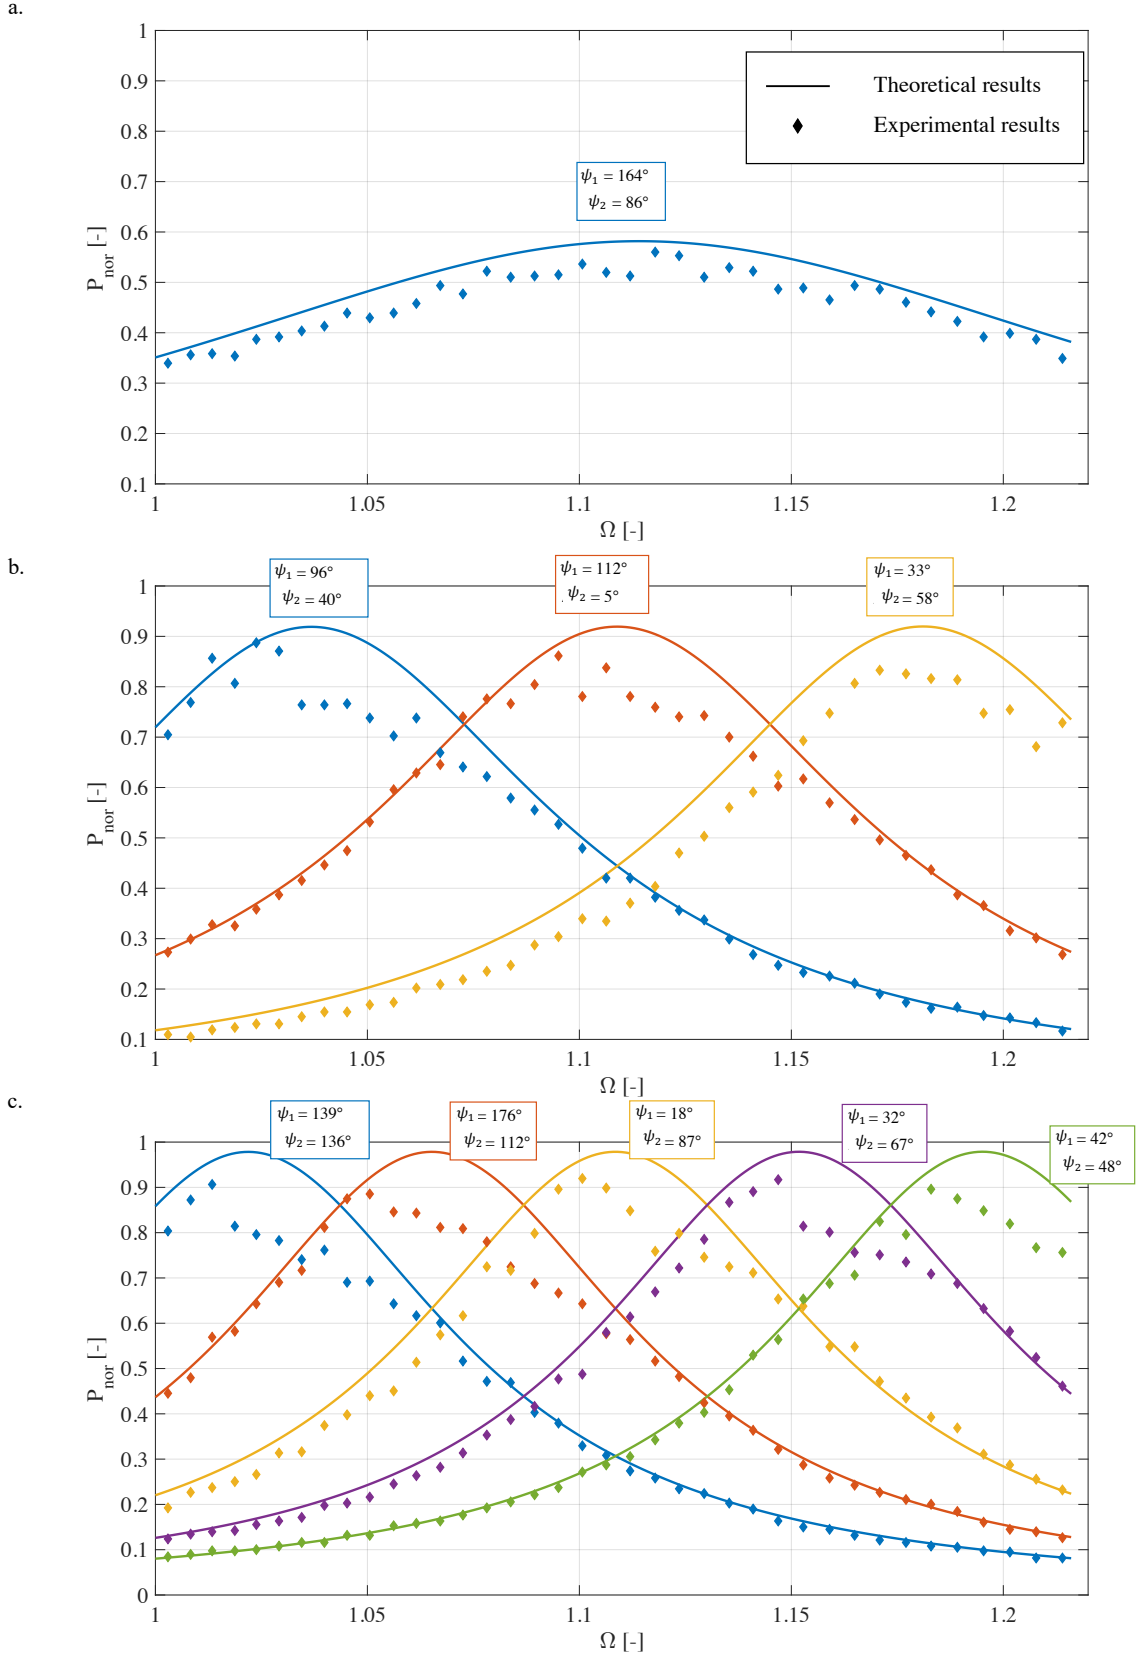 a.
1
0.9
0.8
0.7
0.6
0.5
0.4
0.3
0.2
0.1
P_nor [-]
Theoretical results
Experimental results
ψ₁ = 164°
ψ₂ = 86°
1 1.05 1.1 1.15 1.2
Ω [-]
b.
ψ₁ = 96°
ψ₂ = 40°
ψ₁ = 112°
ψ₂ = 5°
ψ₁ = 33°
ψ₂ = 58°
1
0.9
0.8
0.7
0.6
0.5
0.4
0.3
0.2
0.1
P_nor [-]
1 1.05 1.1 1.15 1.2
Ω [-]
c.
ψ₁ = 139°
ψ₂ = 136°
ψ₁ = 176°
ψ₂ = 112°
ψ₁ = 18°
ψ₂ = 87°
ψ₁ = 32°
ψ₂ = 67°
ψ₁ = 42°
ψ₂ = 48°
1
0.9
0.8
0.7
0.6
0.5
0.4
0.3
0.2
0.1
0
P_nor [-]
1 1.05 1.1 1.15 1.2
Ω [-]